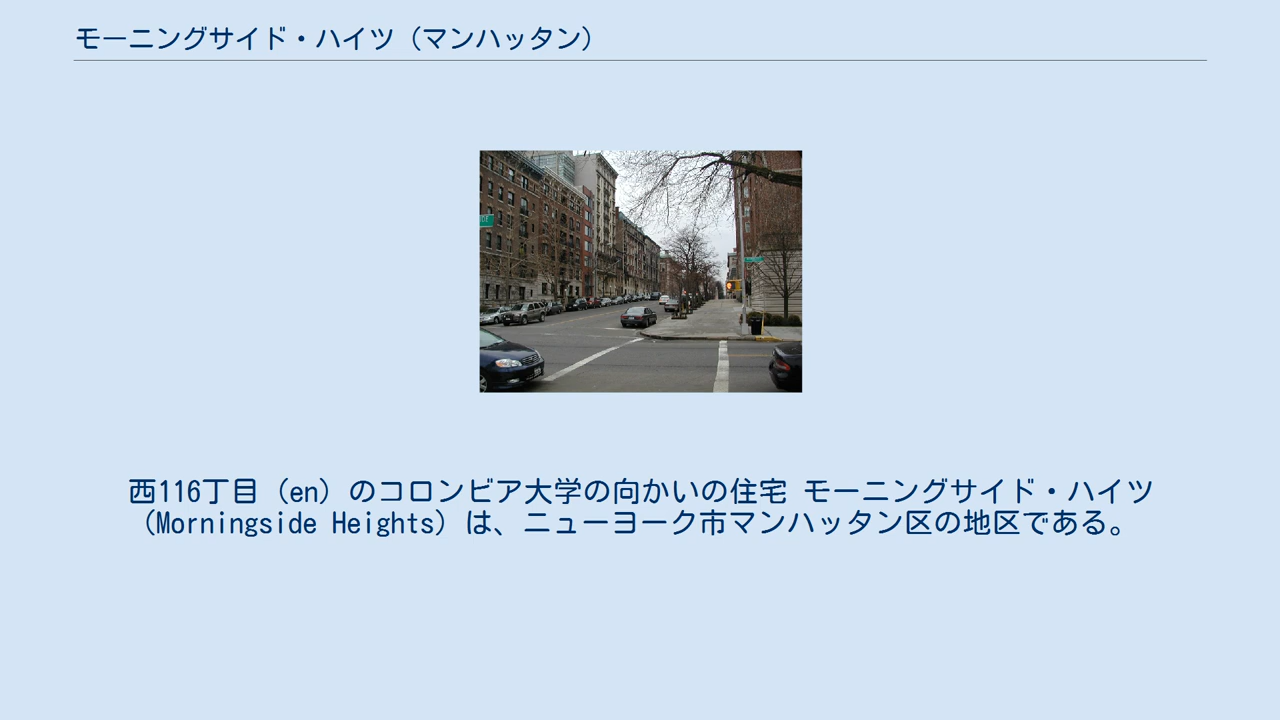 モーニングサイド・ハイツ（マンハッタン）
西116丁目（en）のコロンビア大学の向かいの住宅 モーニングサイド・ハイツ
（Morningside Heights）は、ニューヨーク市マンハッタン区の地区である。